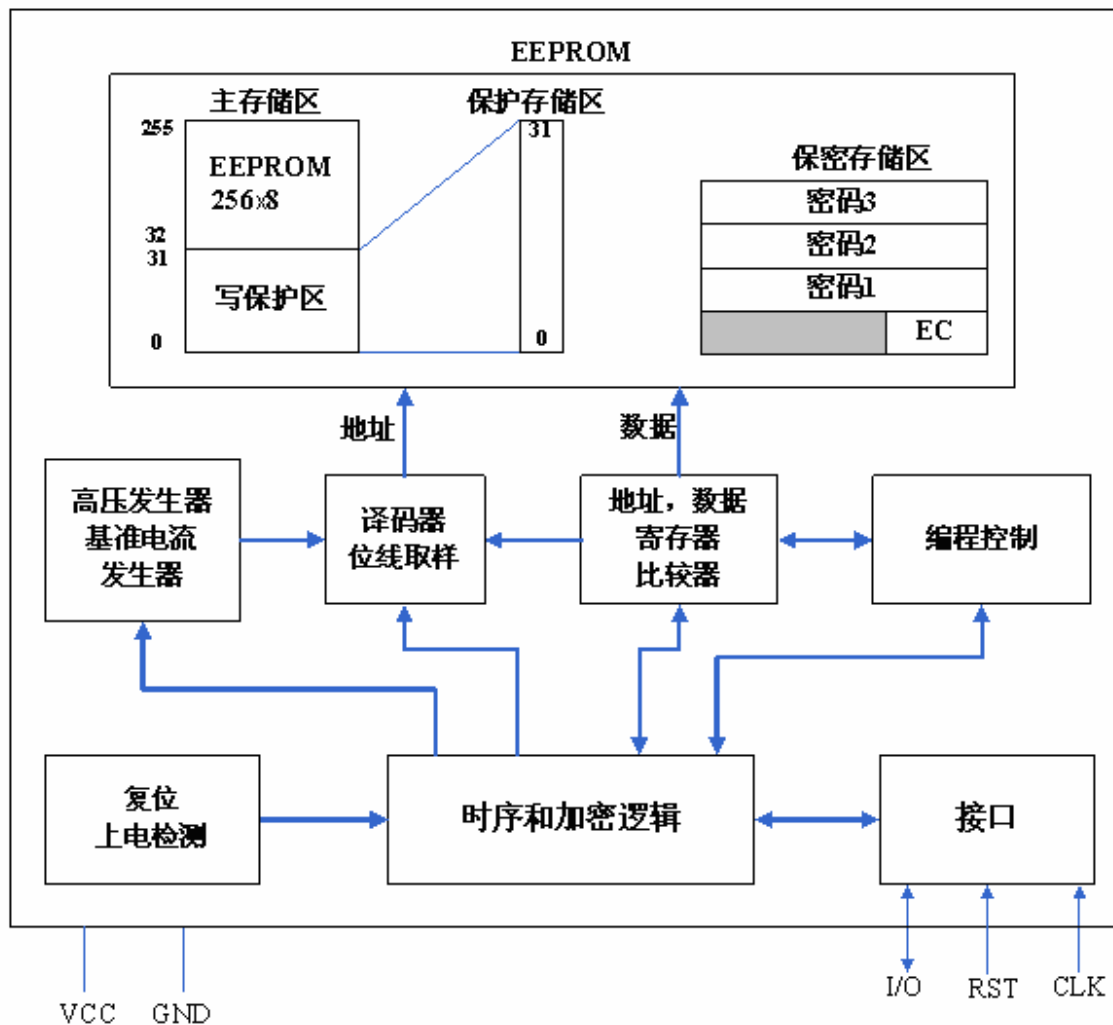 EEPROM
主存储区
保护存储区
255
31
EEPROM
256x8
保密存储区
密码3
32
密码2
31
密码1
写保护区
0
0
EC
地址
数据
高压发生器
基准电流
发生器
译码器
位线取样
地址，数据
寄存器
比较器
编程控制
复位
上电检测
时序和加密逻辑
接口
I/O
RST
CLK
VCC
GND